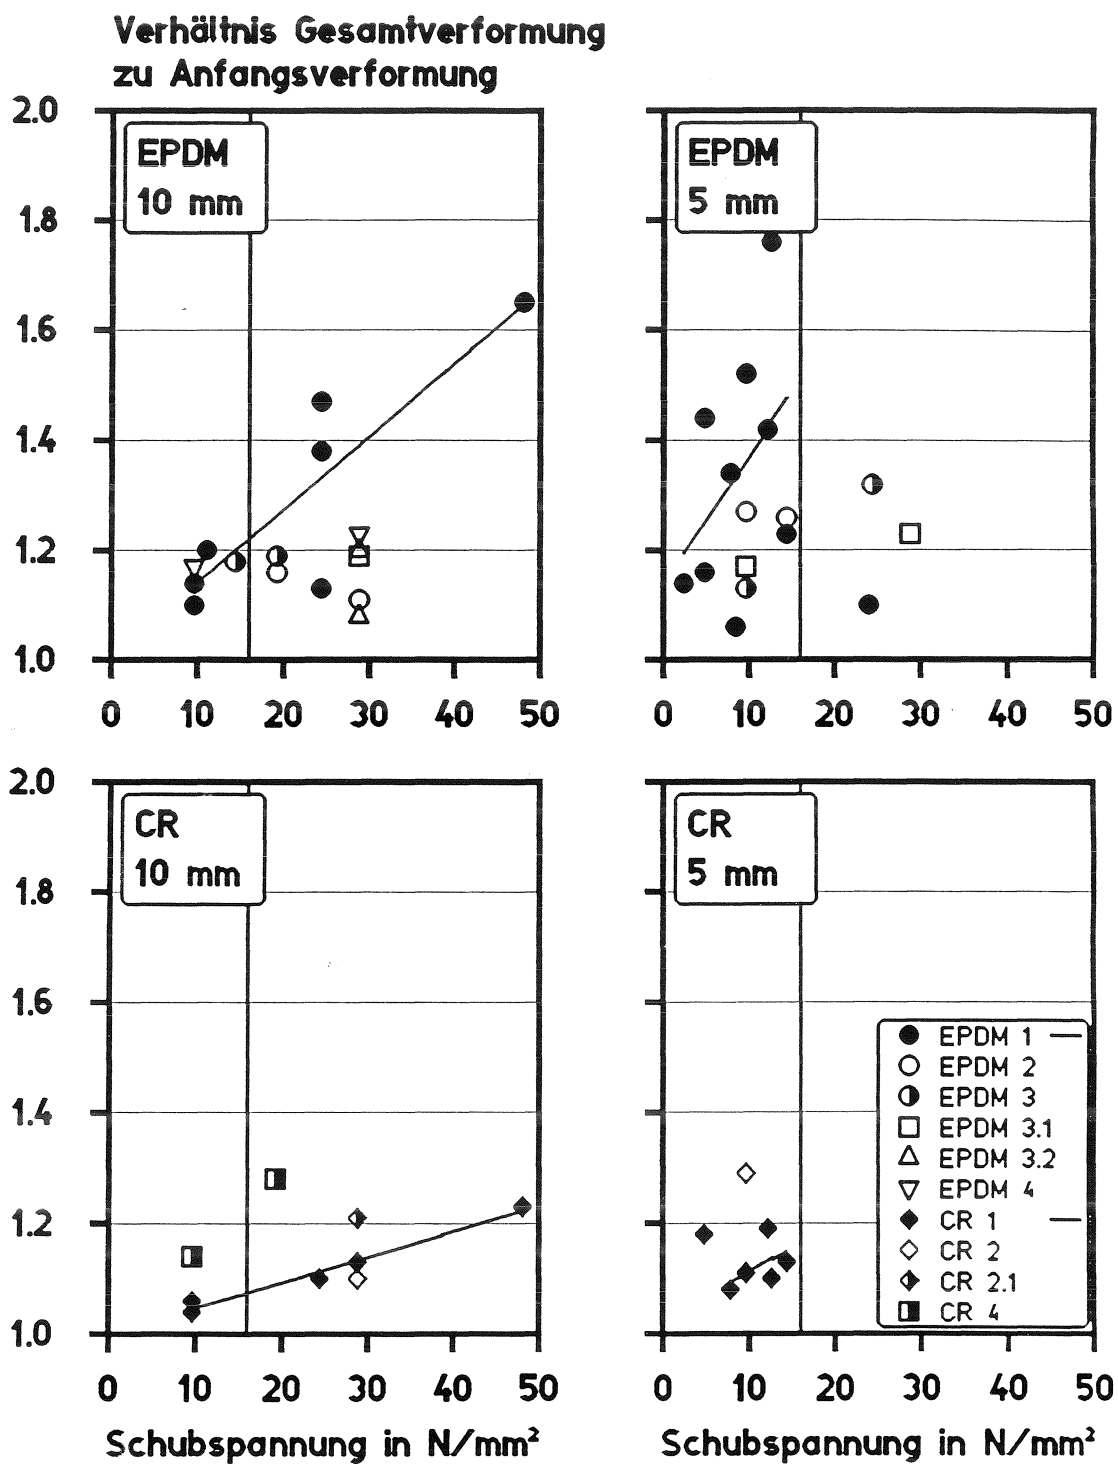 Verhältnis Gesamtverformung
zu Anfangsverformung
2.0
1.8
1.6
1.4
1.2
1.0
EPDM
10 mm
0 10 20 30 40 50
EPDM
5 mm
0 10 20 30 40 50
2.0
1.8
1.6
1.4
1.2
1.0
CR
10 mm
0 10 20 30 40 50
Schubspannung in N/mm²
CR
5 mm
EPDM 1
EPDM 2
EPDM 3
EPDM 3.1
EPDM 3.2
EPDM 4
CR 1
CR 2
CR 2.1
CR 4
0 10 20 30 40 50
Schubspannung in N/mm²